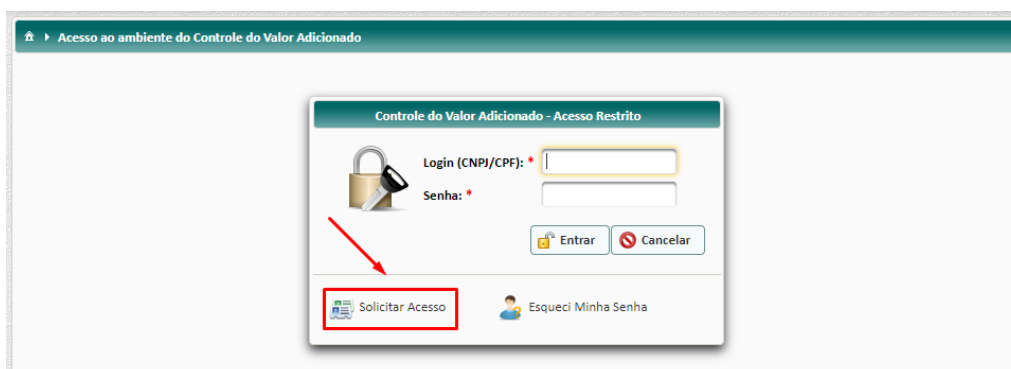 Acesso ao ambiente do Controle do Valor Adicionado
Controle do Valor Adicionado - Acesso Restrito
Login (CNPJ/CPF): *
Senha: *
Entrar Cancelar
Solicitar Acesso Esqueci Minha Senha